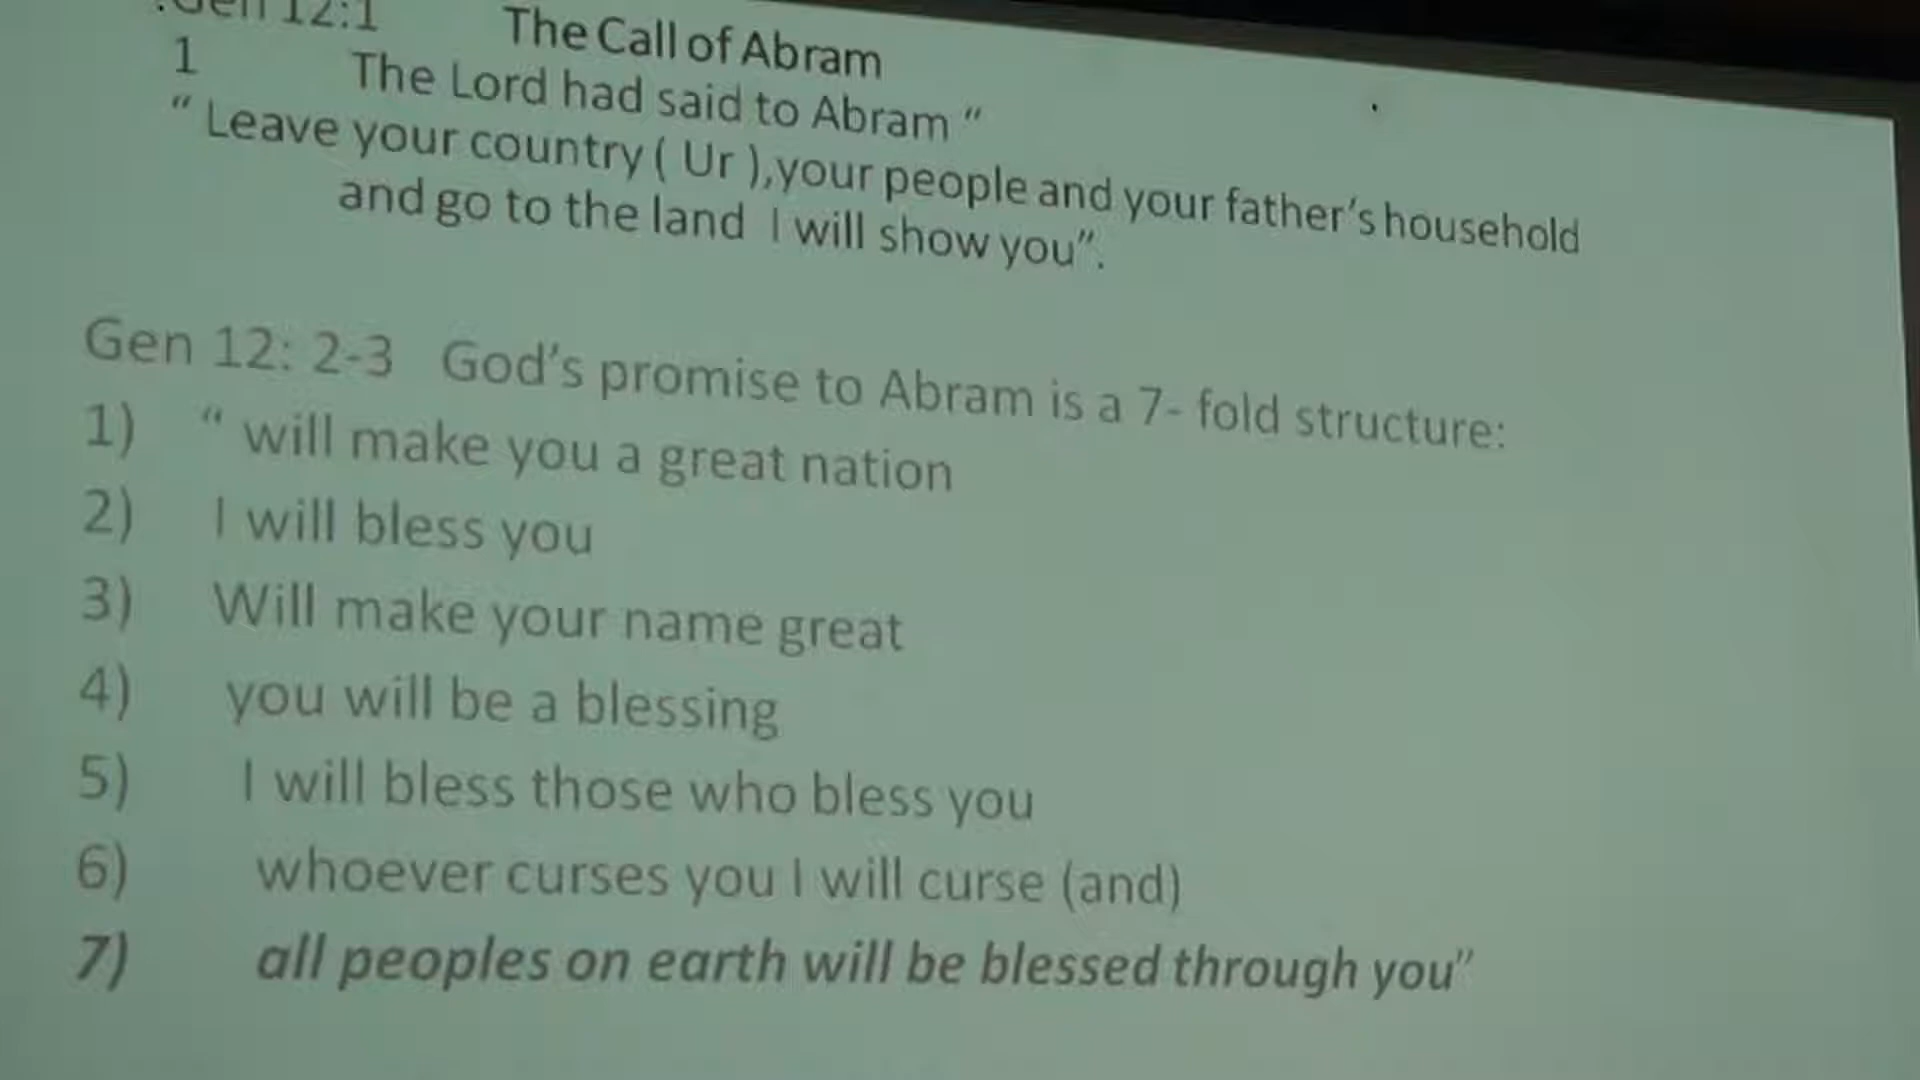 .Gen 12:1 The Call of Abram
1 The Lord had said to Abram “
“ Leave your country ( Ur ),your people and your father’s household
and go to the land I will show you”.
Gen 12: 2-3 God’s promise to Abram is a 7- fold structure:
1) “ will make you a great nation
2) I will bless you
3) Will make your name great
4) you will be a blessing
5) I will bless those who bless you
6) whoever curses you I will curse (and)
7) all peoples on earth will be blessed through you”